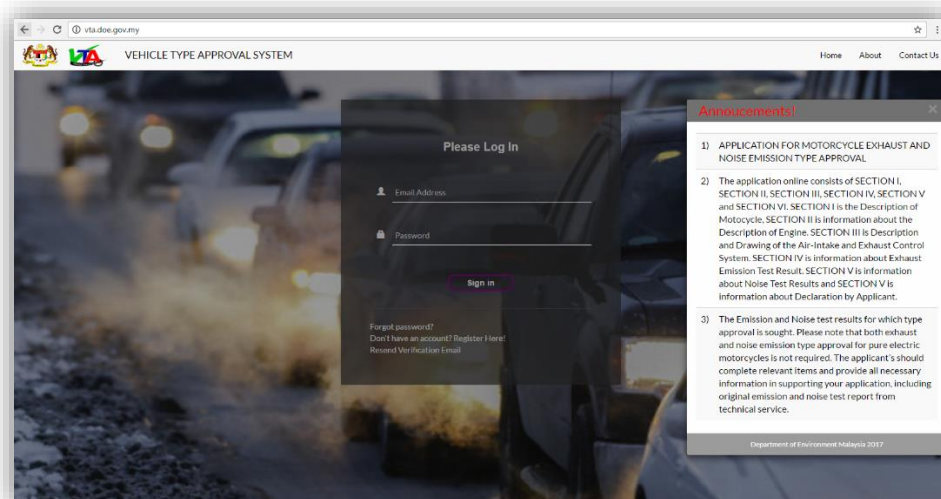 vta.doe.gov.my
VTA
VEHICLE TYPE APPROVAL SYSTEM
Home About Contact Us
Please Log In
Email Address
Password
Sign in
Forgot password?
Don't have an account? Register Here!
Resend Verification Email
Annoucements!
1) APPLICATION FOR MOTORCYCLE EXHAUST AND
NOISE EMISSION TYPE APPROVAL
2) The application online consists of SECTION I,
SECTION II, SECTION III, SECTION IV, SECTION V
and SECTION VI. SECTION I is the Description of
Motocycle, SECTION II is information about the
Description of Engine. SECTION III is Description
and Drawing of the Air-Intake and Exhaust Control
System. SECTION IV is information about Exhaust
Emission Test Result. SECTION V is information
about Noise Test Results and SECTION V is
information about Declaration by Applicant.
3) The Emission and Noise test results for which type
approval is sought. Please note that both exhaust
and noise emission type approval for pure electric
motorcycles is not required. The applicant's should
complete relevant items and provide all necessary
information in supporting your application, including
original emission and noise test report from
technical service.
Department of Environment Malaysia 2017